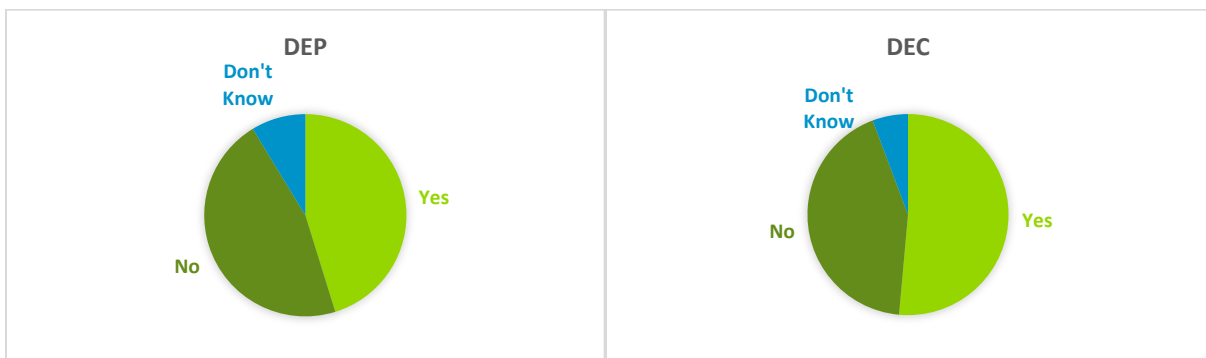 DEP
Don't
Know
Yes
No
DEC
Don't
Know
No
Yes